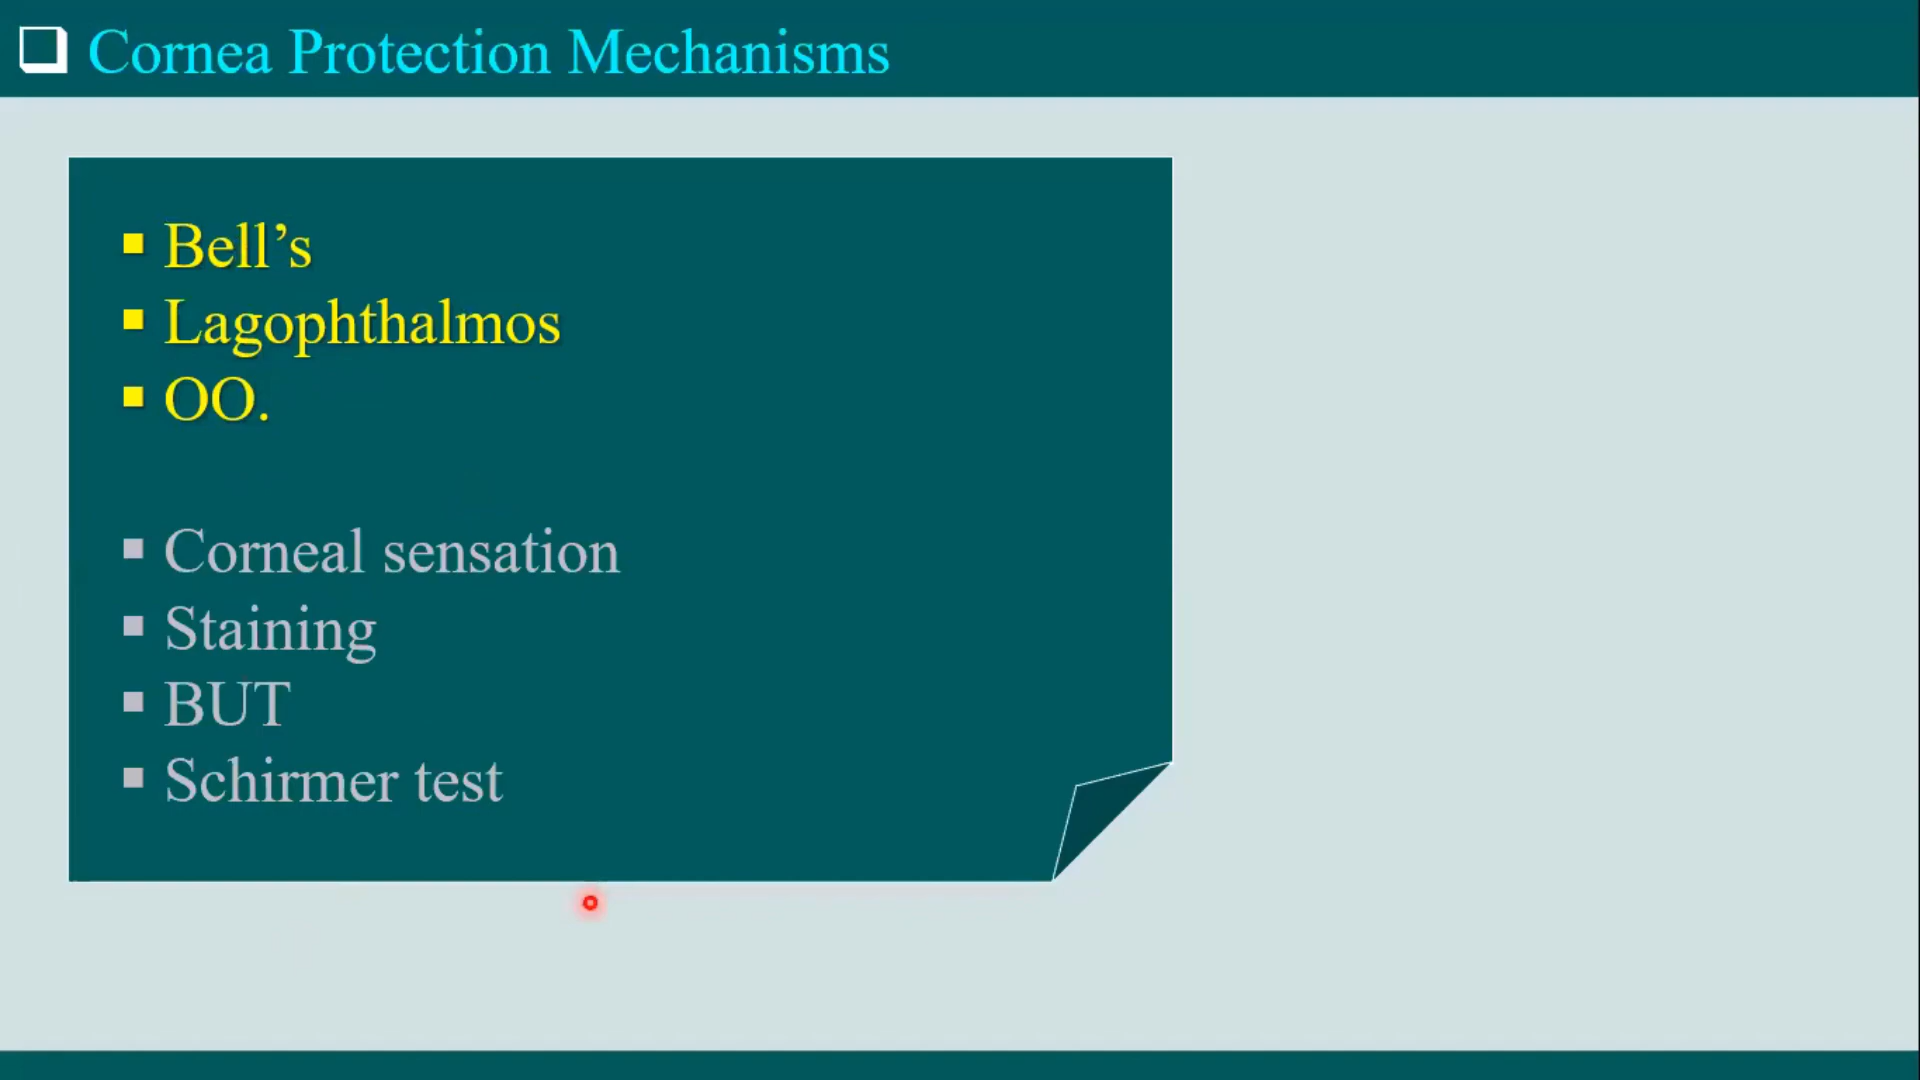 Cornea Protection Mechanisms
Bell’s
Lagophthalmos
OO.
Corneal sensation
Staining
BUT
Schirmer test